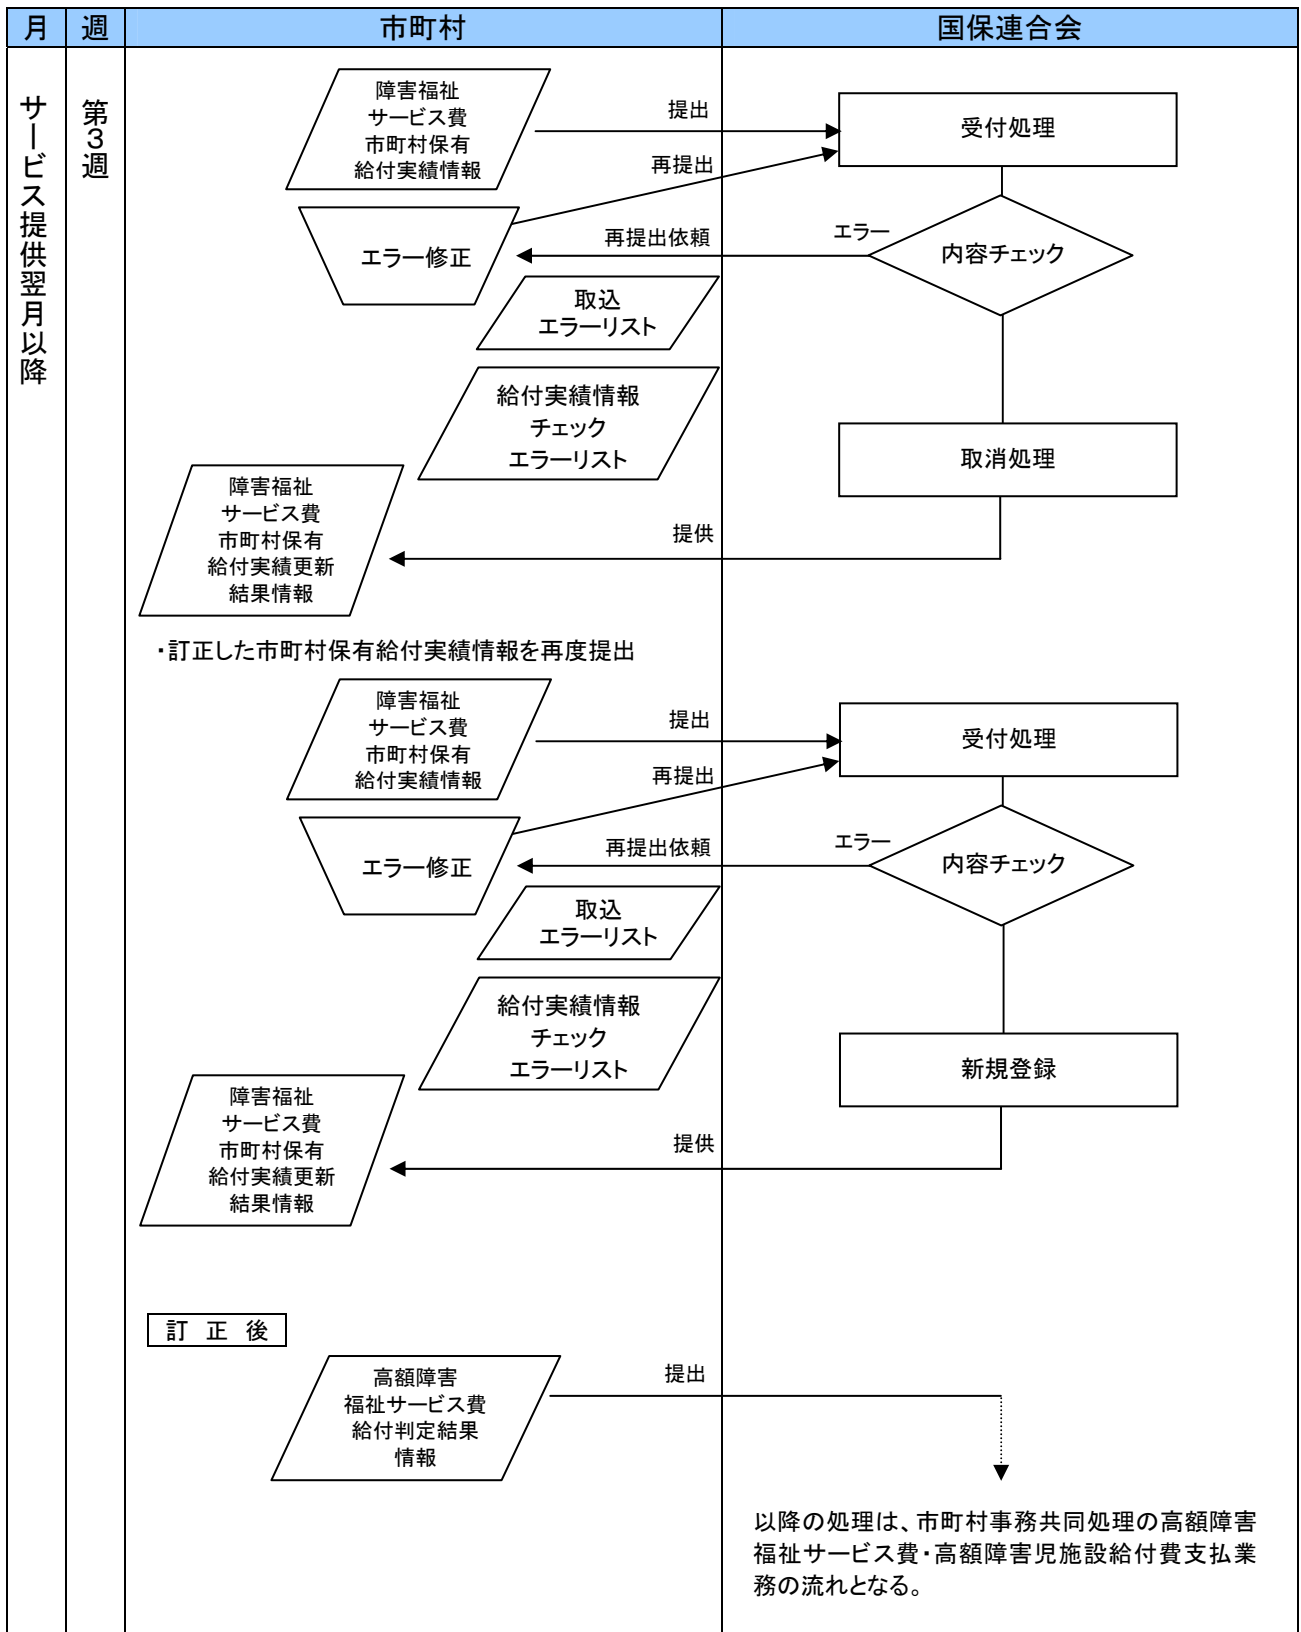 月
週
市町村
国保連合会
サービス提供翌月以降
第3週
障害福祉
サービス費
市町村保有
給付実績情報
提出
受付処理
再提出
エラー修正
再提出依頼
エラー
内容チェック
取込
エラーリスト
給付実績情報
チェック
エラーリスト
取消処理
障害福祉
サービス費
市町村保有
給付実績更新
結果情報
提供
・訂正した市町村保有給付実績情報を再度提出
障害福祉
サービス費
市町村保有
給付実績情報
提出
受付処理
再提出
エラー修正
再提出依頼
エラー
内容チェック
取込
エラーリスト
給付実績情報
チェック
エラーリスト
新規登録
障害福祉
サービス費
市町村保有
給付実績更新
結果情報
提供
訂 正 後
高額障害
福祉サービス費
給付判定結果
情報
提出
以降の処理は、市町村事務共同処理の高額障害
福祉サービス費・高額障害児施設給付費支払業
務の流れとなる。